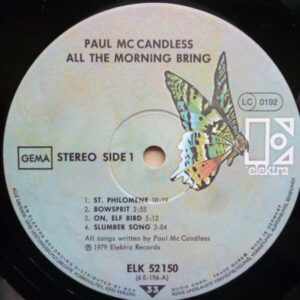 PAUL MC CANDLESS
ALL THE MORNING BRING
LC 0192
GEMA STEREO SIDE 1
elektra
1. ST. PHILOMENE 10:19
2. BOWSPRIT 2:55
3. ON, ELF BIRD 5:12
4. SLUMBER SONG 3:04
All songs written by Paul Mc Candless
℗ 1979 Elektra Records
ELK 52150
(6 E-196-A)
33